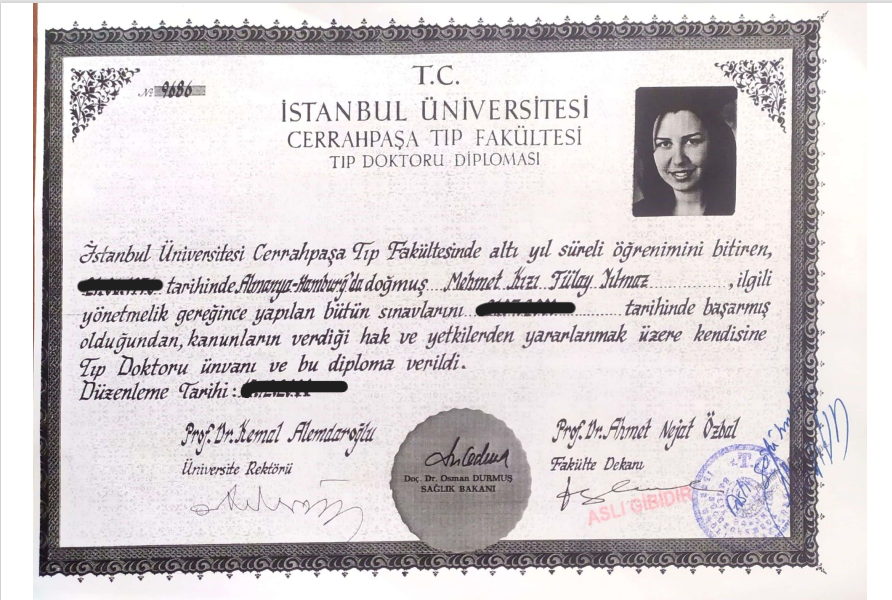 № 9686
T.C.
İSTANBUL ÜNİVERSİTESİ
CERRAHPAŞA TIP FAKÜLTESİ
TIP DOKTORU DİPLOMASI
İstanbul Üniversitesi Cerrahpaşa Tıp Fakültesinde altı yıl süreli öğrenimini bitiren,
tarihinde Almanya-Hamburg'da doğmuş Mehmet Kızı Tülay Yılmaz , ilgili
yönetmelik gereğince yapılan bütün sınavlarını tarihinde başarmış
olduğundan, kanunların verdiği hak ve yetkilerden yararlanmak üzere kendisine
Tıp Doktoru ünvanı ve bu diploma verildi.
Düzenleme Tarihi :
Prof. Dr. Kemal Alemdaroğlu
Üniversite Rektörü
Doç. Dr. Osman DURMUŞ
SAĞLIK BAKANI
Prof. Dr. Ahmet Nejat Özbal
Fakülte Dekanı
ASLI GİBİDİR
T.C.